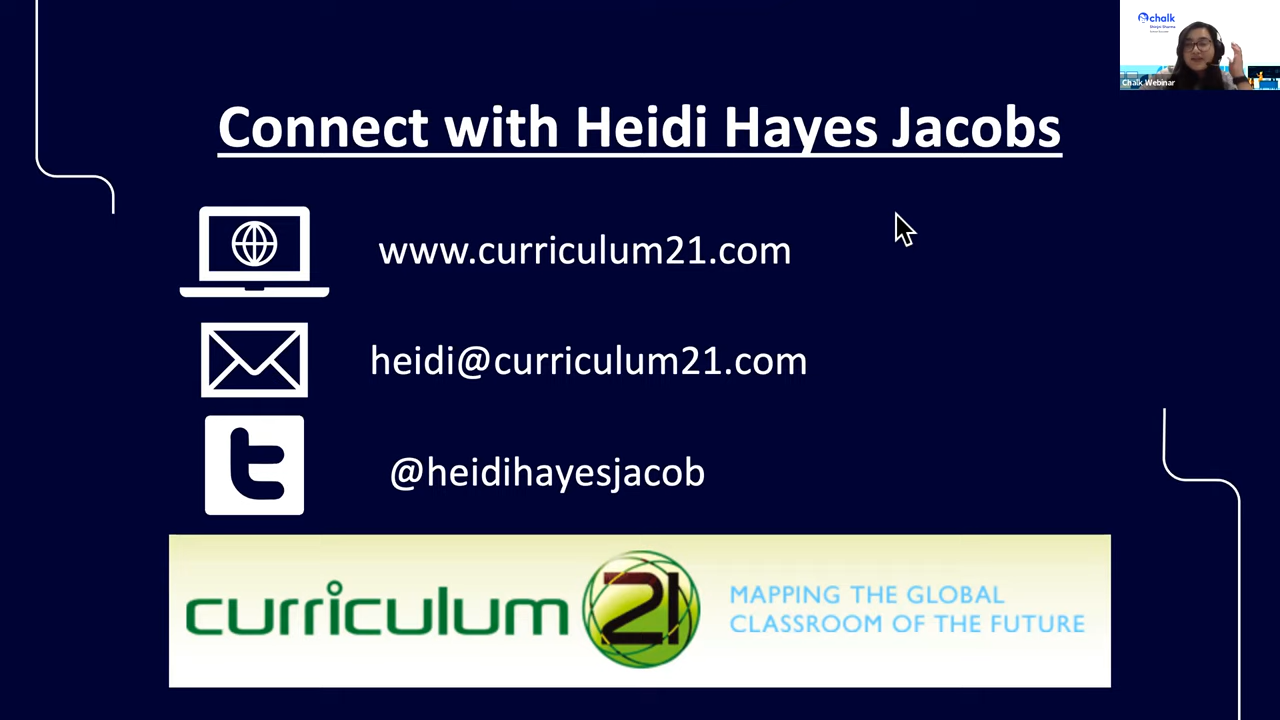 chalk
Chalk Webinar
Connect with Heidi Hayes Jacobs
www.curriculum21.com
heidi@curriculum21.com
@heidihayesjacob
curriculum 21
MAPPING THE GLOBAL
CLASSROOM OF THE FUTURE